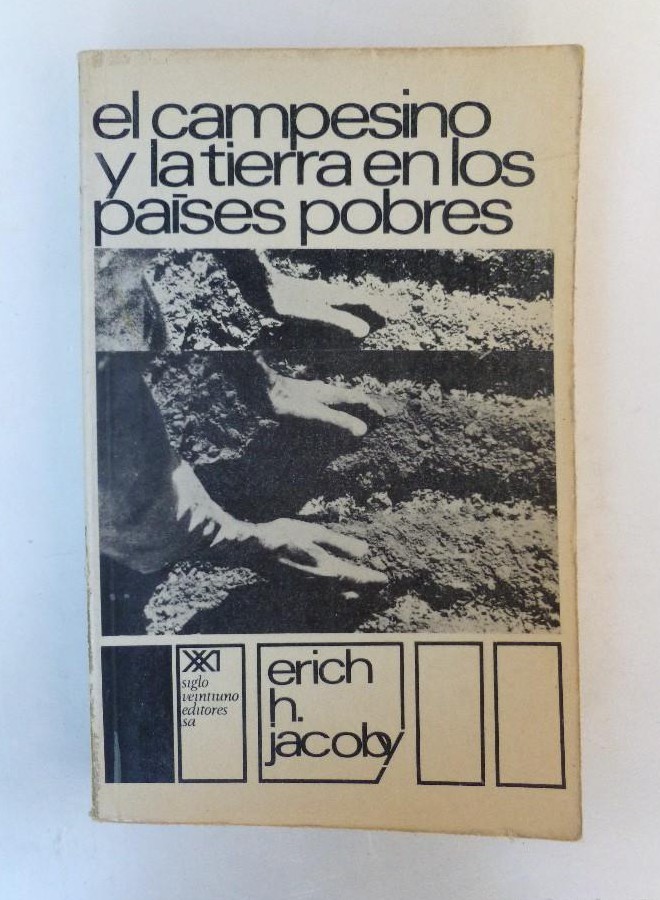 el campesino
y la tierra en los
países pobres
XXI
siglo
veintiuno
editores
sa
erich
h.
jacoby